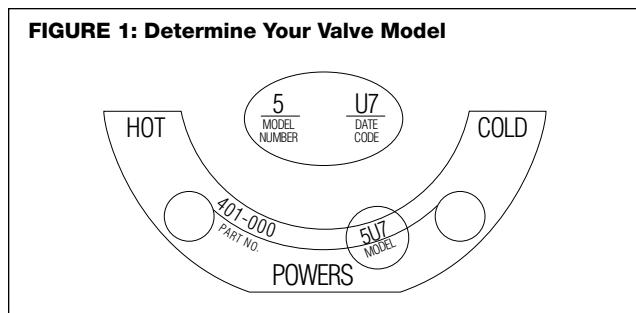 FIGURE 1: Determine Your Valve Model
5 U7
MODEL NUMBER DATE CODE
HOT COLD
401-000
PART NO.
5U7
MODEL
POWERS